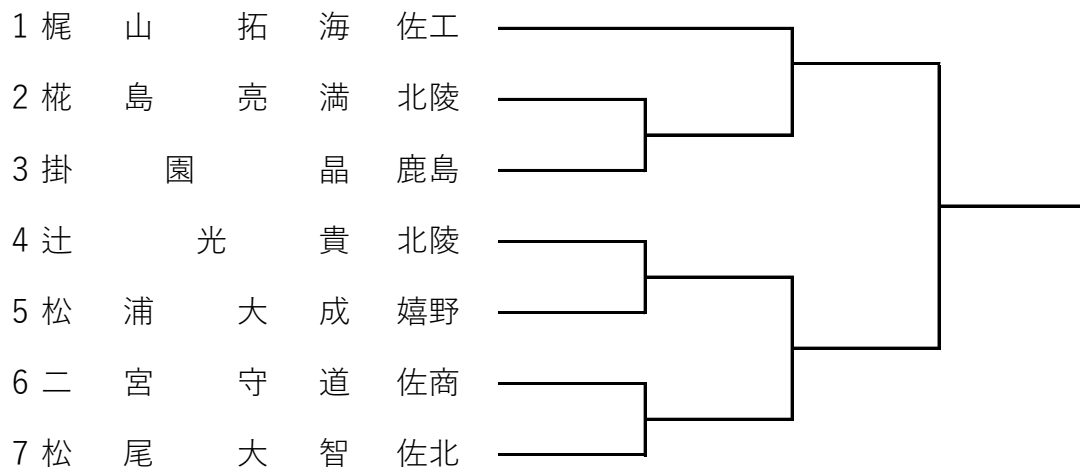 1 梶 山 拓 海 佐工
2 椛 島 亮 満 北陵
3 掛 園 晶 鹿島
4 辻 光 貴 北陵
5 松 浦 大 成 嬉野
6 二 宮 守 道 佐商
7 松 尾 大 智 佐北